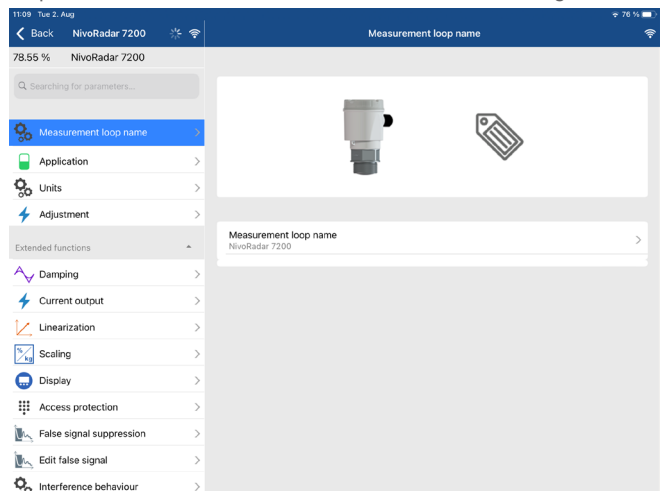 11:09 Tue 2. Aug
76 %
Back
NivoRadar 7200
Measurement loop name
78.55 %
NivoRadar 7200
Searching for parameters...
Measurement loop name
Application
Units
Adjustment
Extended functions
Damping
Current output
Linearization
% kg
Scaling
Display
Access protection
False signal suppression
Edit false signal
Interference behaviour
Measurement loop name
NivoRadar 7200